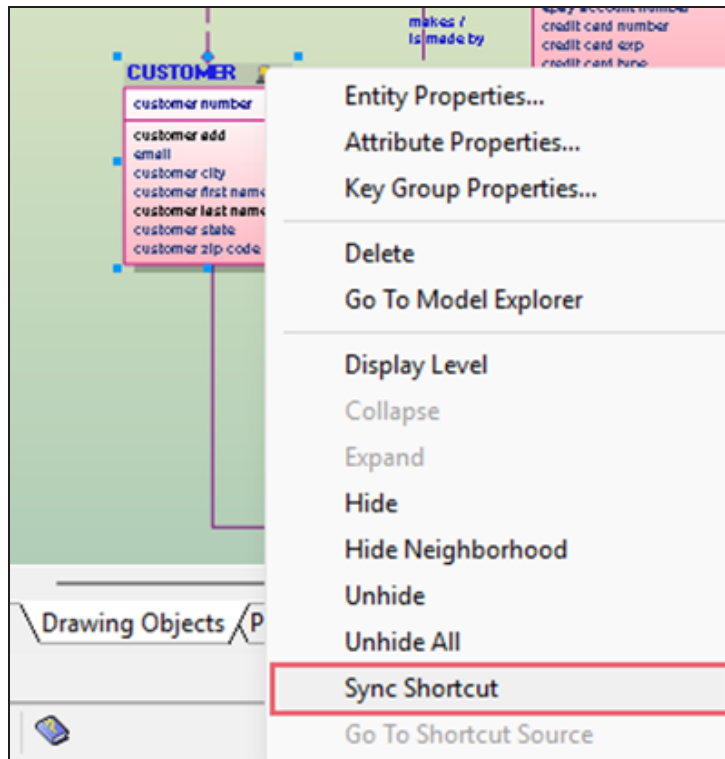 makes /
is made by
credit card number
credit card exp
CUSTOMER
customer number
customer add
email
customer city
customer first name
customer last name
customer state
customer zip code
Entity Properties...
Attribute Properties...
Key Group Properties...
Delete
Go To Model Explorer
Display Level
Collapse
Expand
Hide
Hide Neighborhood
Unhide
Unhide All
Sync Shortcut
Go To Shortcut Source
Drawing Objects
P